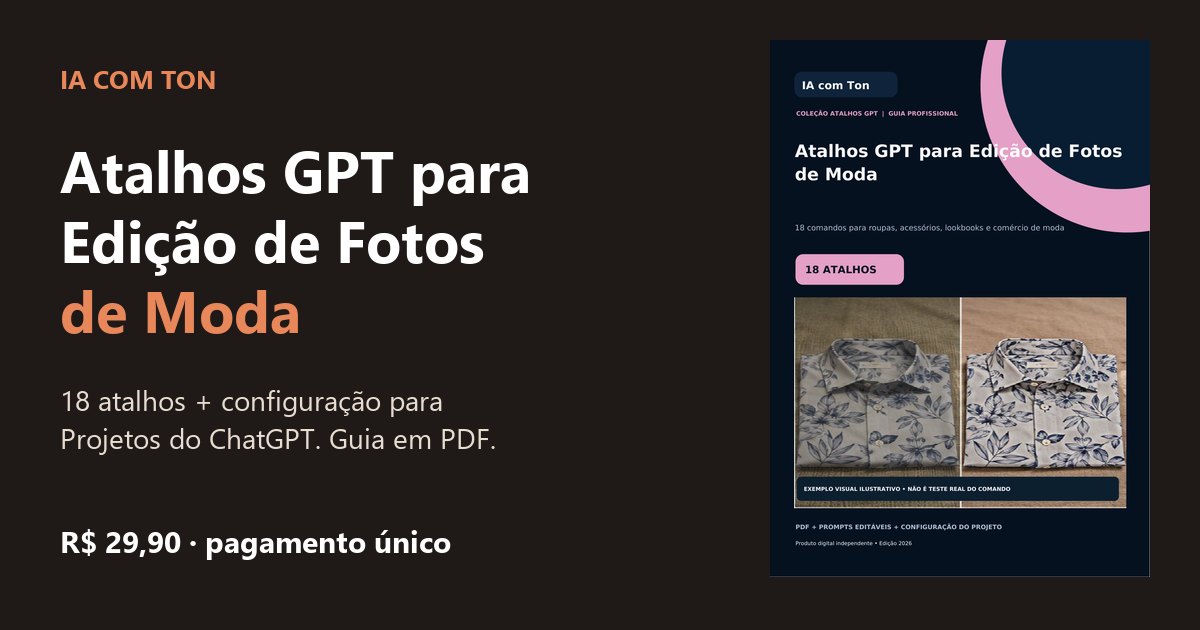 IA COM TON
Atalhos GPT para
Edição de Fotos
de Moda
18 atalhos + configuração para
Projetos do ChatGPT. Guia em PDF.
R$ 29,90 · pagamento único
IA com Ton
COLEÇÃO ATALHOS GPT | GUIA PROFISSIONAL
Atalhos GPT para Edição de Fotos
de Moda
18 comandos para roupas, acessórios, lookbooks e comércio de moda
18 ATALHOS
EXEMPLO VISUAL ILUSTRATIVO • NÃO É TESTE REAL DO COMANDO
PDF + PROMPTS EDITÁVEIS + CONFIGURAÇÃO DO PROJETO
Produto digital independente • Edição 2026